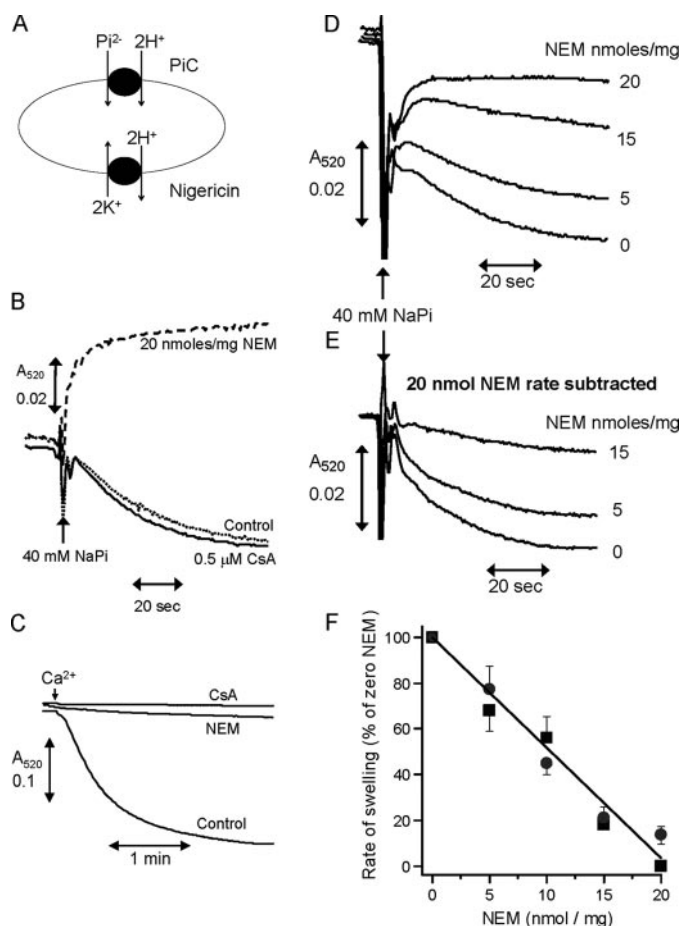 A
Pi²⁻
2H⁺
PiC
2H⁺
2K⁺
Nigericin
B
20 nmoles/mg NEM
A₅₂₀
0.02
Control
40 mM NaPi
0.5 µM CsA
20 sec
C
Ca²⁺
CsA
NEM
A₅₂₀
0.1
Control
1 min
D
NEM nmoles/mg
20
15
A₅₂₀
0.02
5
0
20 sec
40 mM NaPi
E
20 nmol NEM rate subtracted
NEM nmoles/mg
15
A₅₂₀
0.02
5
0
20 sec
F
Rate of swelling (% of zero NEM)
100
80
60
40
20
0
0
5
10
15
20
NEM (nmol / mg)